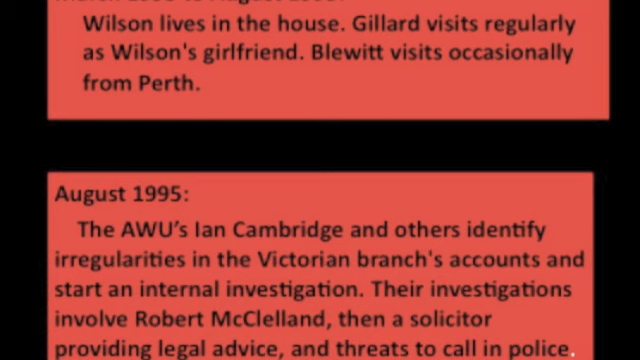 Wilson lives in the house. Gillard visits regularly
as Wilson's girlfriend. Blewitt visits occasionally
from Perth.
August 1995:
The AWU's Ian Cambridge and others identify
irregularities in the Victorian branch's accounts and
start an internal investigation. Their investigations
involve Robert McClelland, then a solicitor
providing legal advice, and threats to call in police.